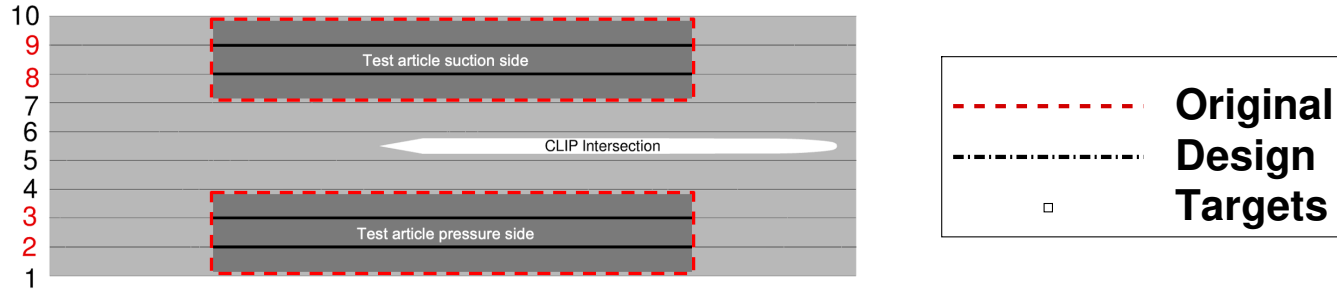 10
9
Test article suction side
8
7
6
CLIP Intersection
5
4
3
Test article pressure side
2
1
Original
Design
Targets